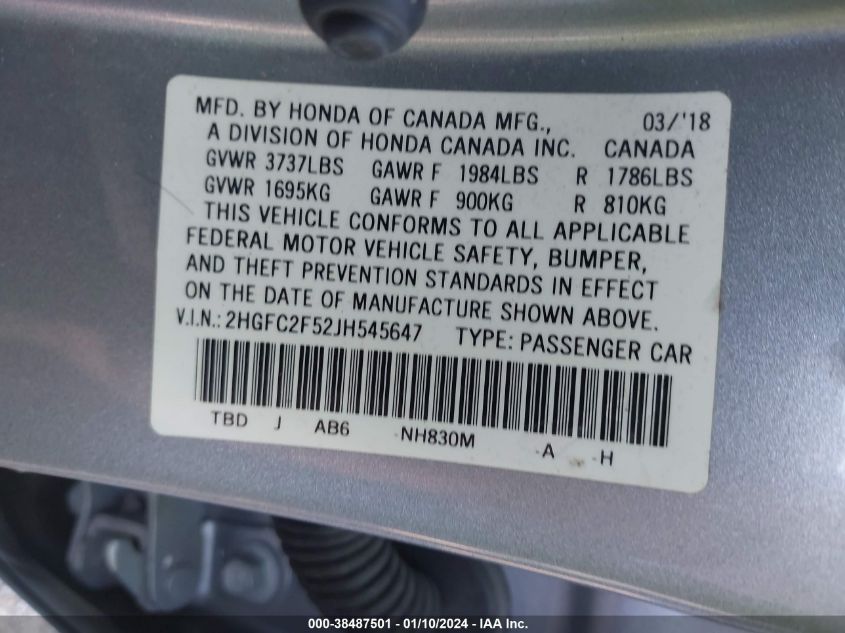 MFD. BY HONDA OF CANADA MFG., 03/'18
A DIVISION OF HONDA CANADA INC. CANADA
GVWR 3737LBS GAWR F 1984LBS R 1786LBS
GVWR 1695KG GAWR F 900KG R 810KG
THIS VEHICLE CONFORMS TO ALL APPLICABLE
FEDERAL MOTOR VEHICLE SAFETY, BUMPER,
AND THEFT PREVENTION STANDARDS IN EFFECT
ON THE DATE OF MANUFACTURE SHOWN ABOVE.
V.I.N.: 2HGFC2F52JH545647 TYPE: PASSENGER CAR
TBD J AB6 -NH830M -A -H
000-38487501 - 01/10/2024 - IAA Inc.